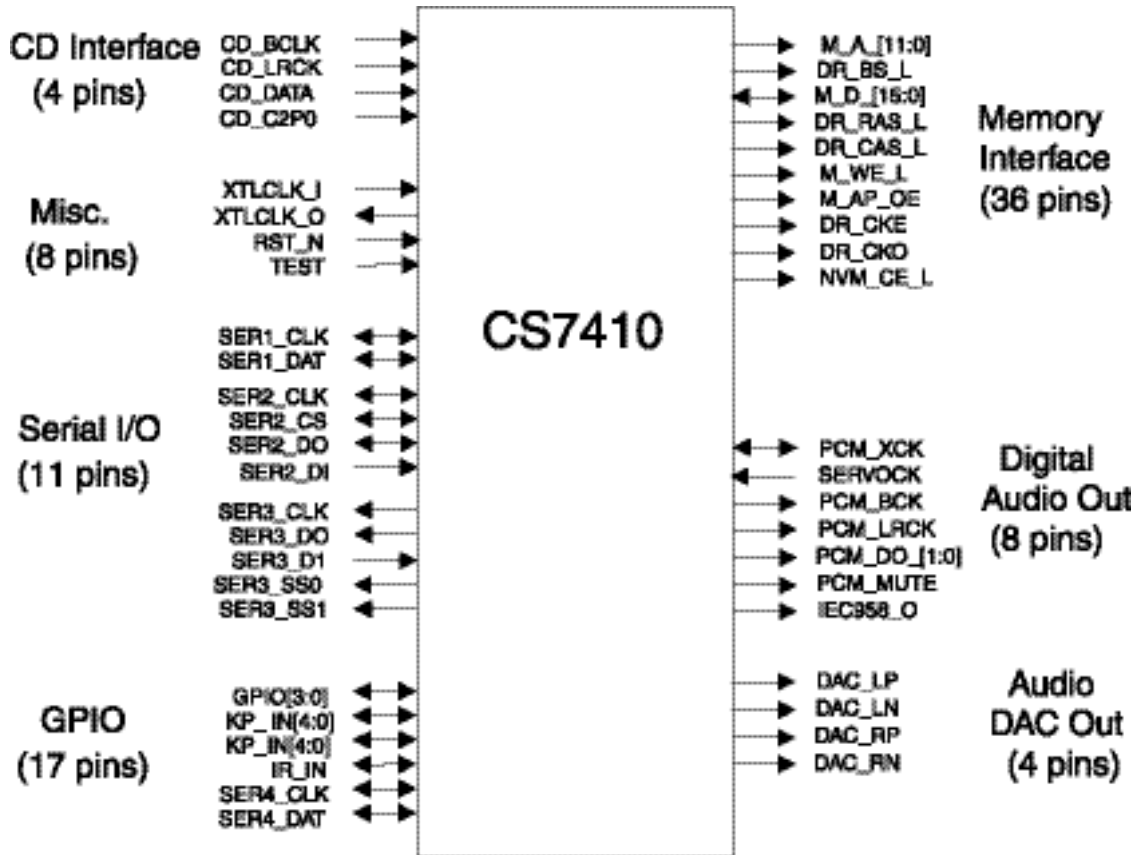 CD Interface
(4 pins)
CD_BCLK
CD_LRCK
CD_DATA
CD_C2P0
Misc.
(8 pins)
XTLCLK_I
XTLCLK_O
RST_N
TEST
Serial I/O
(11 pins)
SER1_CLK
SER1_DAT
SER2_CLK
SER2_CS
SER2_DO
SER2_DI
SER3_CLK
SER3_DO
SER3_D1
SER3_SS0
SER3_SS1
GPIO
(17 pins)
GPIO[3:0]
KP_IN[4:0]
KP_IN[4:0]
IR_IN
SER4_CLK
SER4_DAT
CS7410
M_A_[11:0]
DR_BS_L
M_D_[15:0]
DR_RAS_L
DR_CAS_L
M_WE_L
M_AP_OE
DR_CKE
DR_CKO
NVM_CE_L
Memory
Interface
(36 pins)
PCM_XCK
SERVOCK
PCM_BCK
PCM_LRCK
PCM_DO_[1:0]
PCM_MUTE
IEC958_O
Digital
Audio Out
(8 pins)
DAC_LP
DAC_LN
DAC_RP
DAC_RN
Audio
DAC Out
(4 pins)